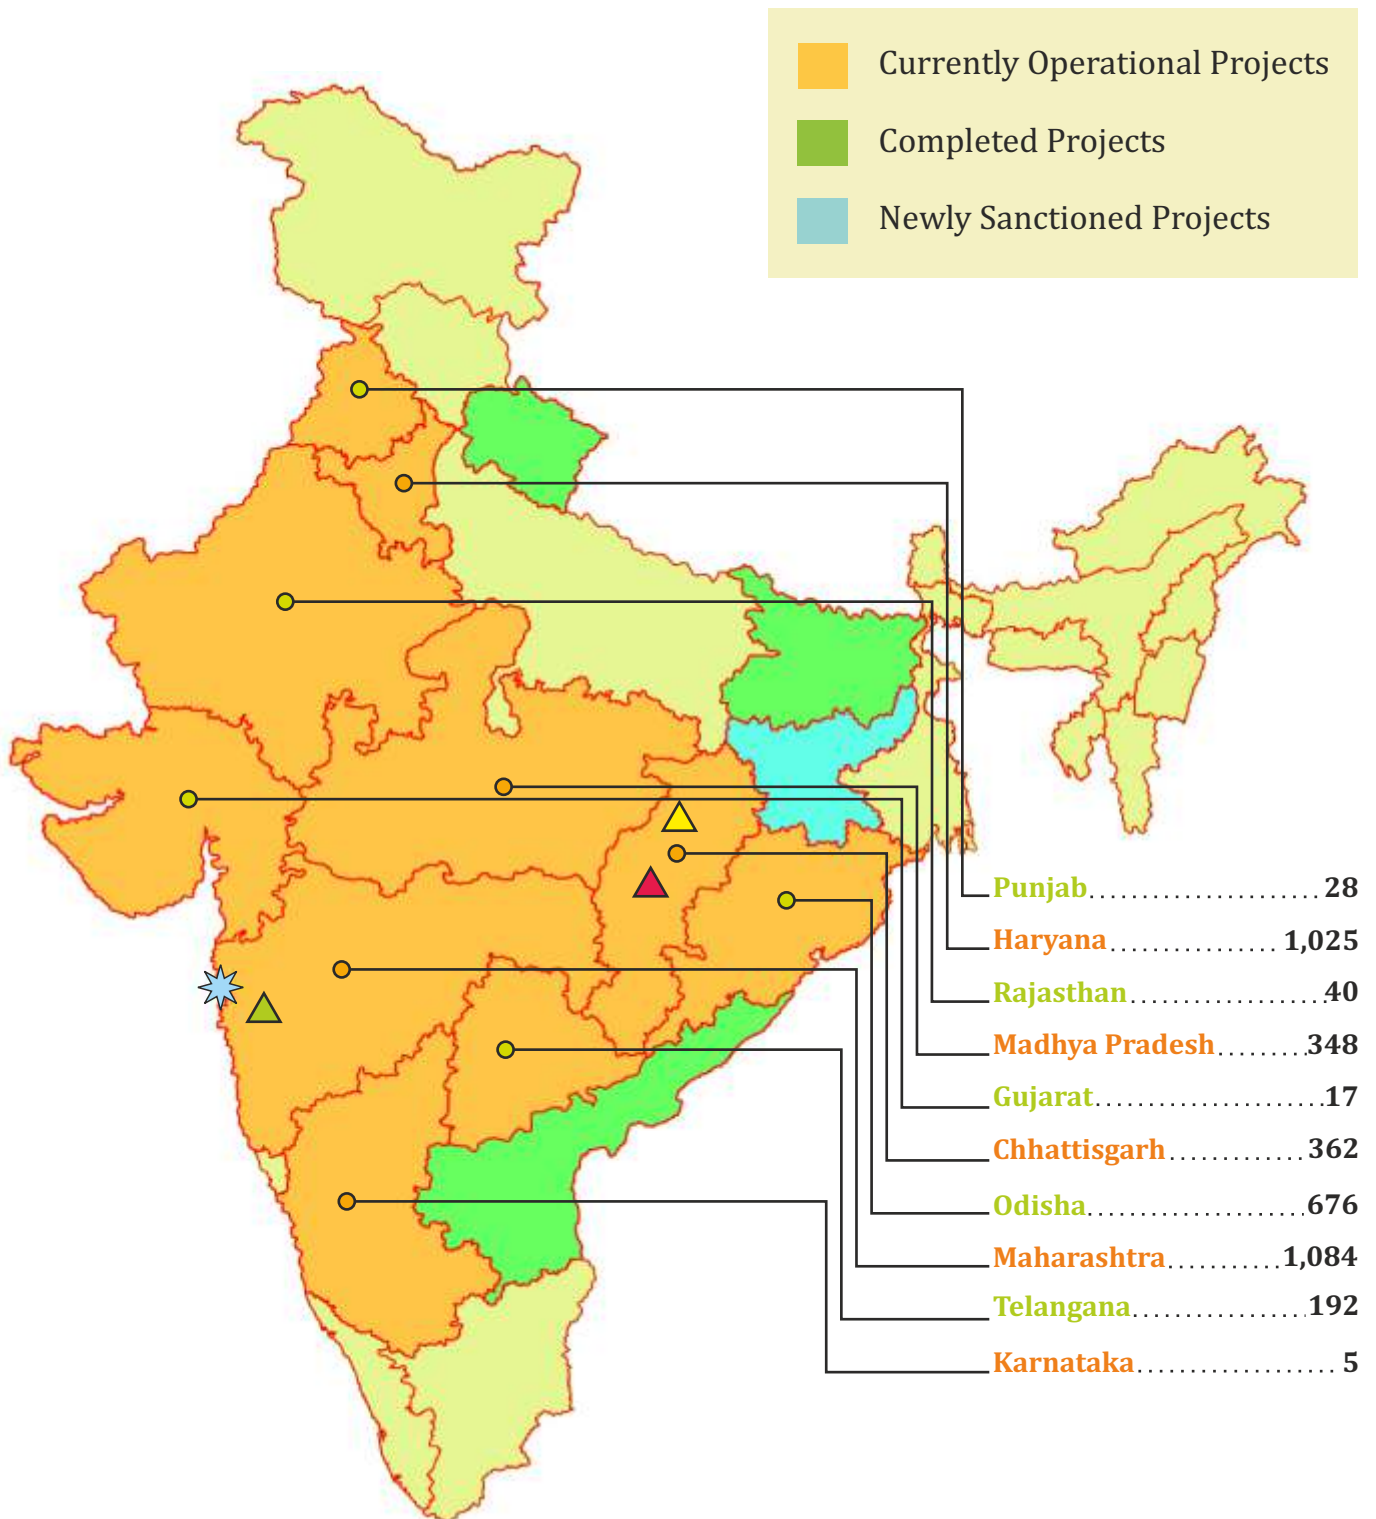 Currently Operational Projects
Completed Projects
Newly Sanctioned Projects
Punjab....................28
Haryana................1,025
Rajasthan..................40
Madhya Pradesh........348
Gujarat......................17
Chhattisgarh.............362
Odisha.....................676
Maharashtra..........1,084
Telangana................192
Karnataka...................5